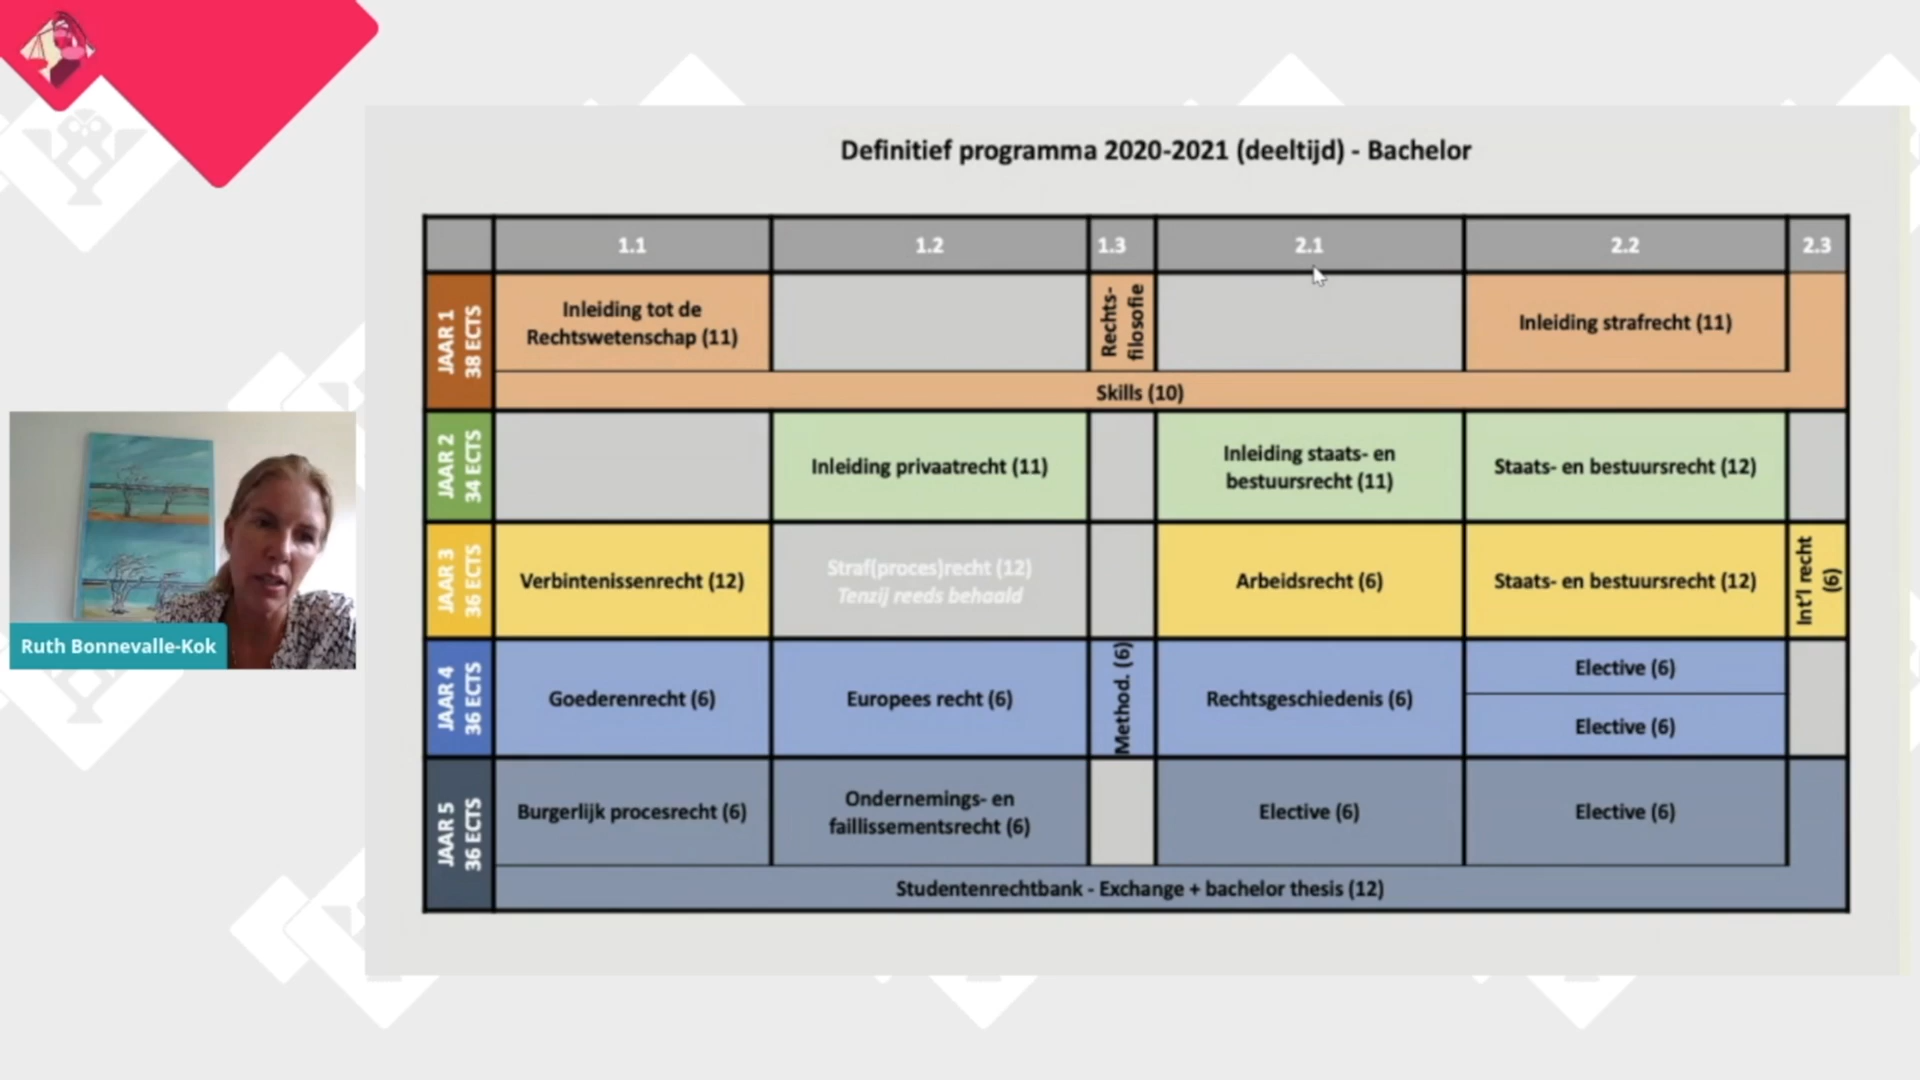 Definitief programma 2020-2021 (deeltijd) - Bachelor
1.1
1.2
1.3
2.1
2.2
2.3
JAAR 1
38 ECTS
Inleiding tot de
Rechtswetenschap (11)
Rechts-
filosofie
Inleiding strafrecht (11)
Skills (10)
JAAR 2
34 ECTS
Inleiding privaatrecht (11)
Inleiding staats- en
bestuursrecht (11)
Staats- en bestuursrecht (12)
JAAR 3
36 ECTS
Verbintenissenrecht (12)
Straf(proces)recht (12)
Tenzij reeds behaald
Arbeidsrecht (6)
Staats- en bestuursrecht (12)
Int'l recht
(6)
JAAR 4
36 ECTS
Goederenrecht (6)
Europees recht (6)
Method. (6)
Rechtsgeschiedenis (6)
Elective (6)
Elective (6)
JAAR 5
36 ECTS
Burgerlijk procesrecht (6)
Ondernemings- en
faillissementsrecht (6)
Elective (6)
Elective (6)
Studentenrechtbank - Exchange + bachelor thesis (12)
Ruth Bonnevalle-Kok